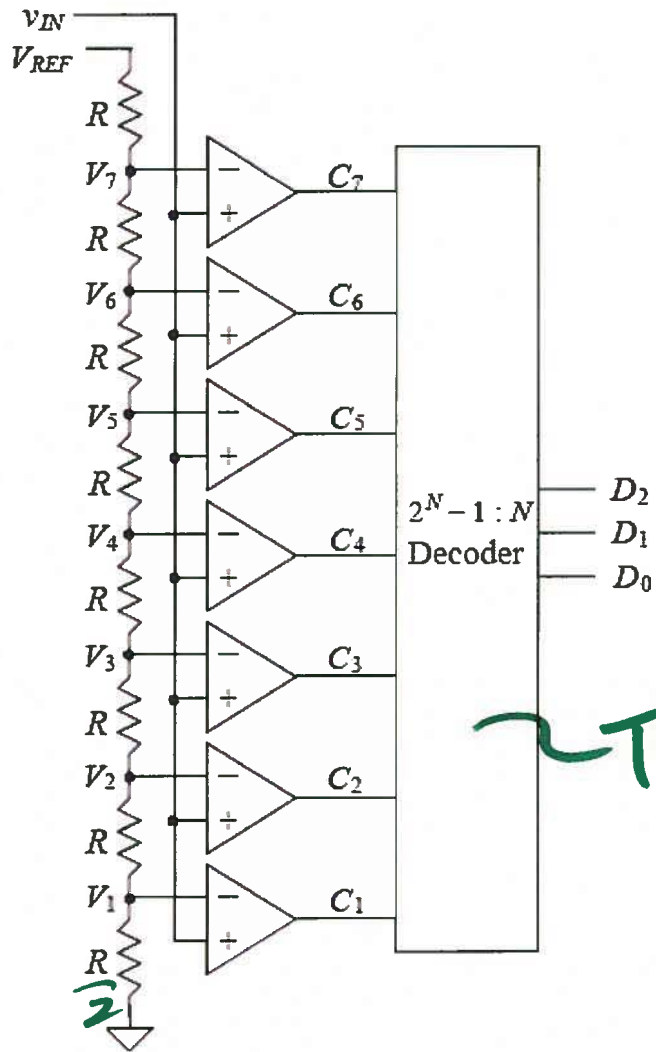 v_IN
V_REF
R
V_7 − + C_7
R
V_6 − + C_6
R
V_5 − + C_5
R
V_4 − + C_4
2^N − 1 : N
Decoder
D_2
D_1
D_0
R
V_3 − + C_3
R
~T
V_2 − + C_2
R
V_1 − + C_1
R
2